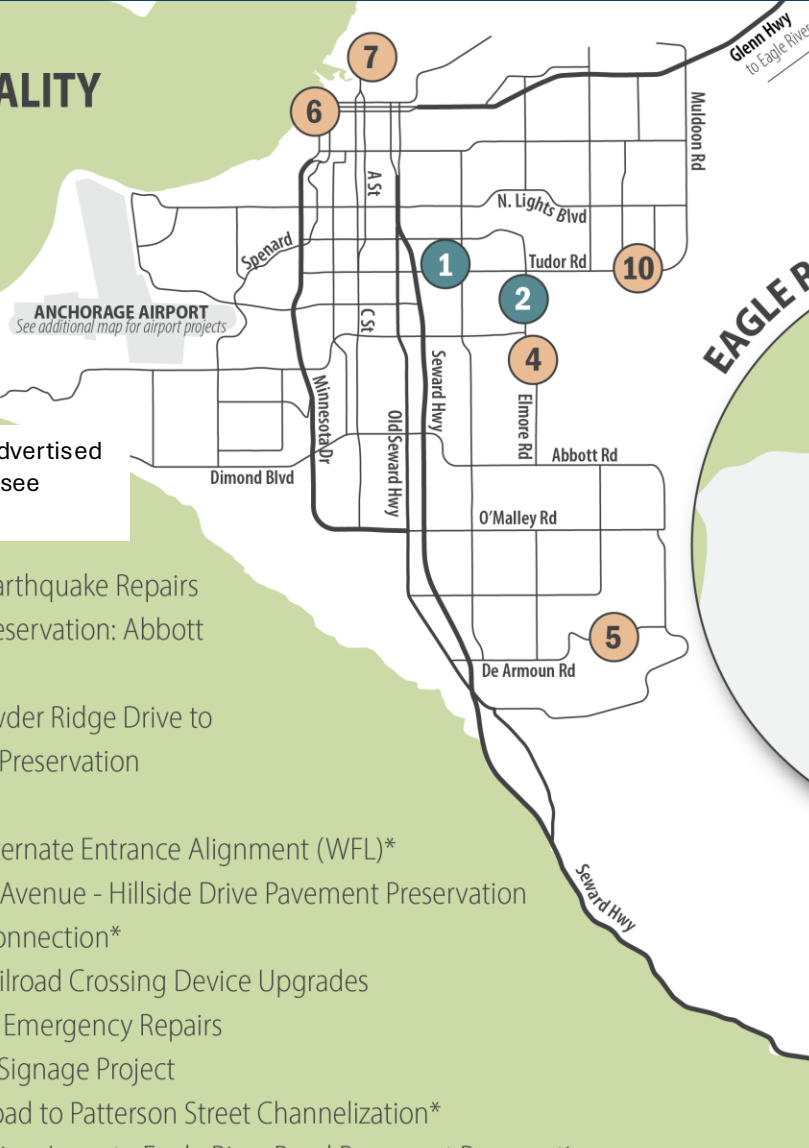 ALITY
7
6
Glenn Hwy
to Eagle River
Muldoon Rd
A St
N. Lights Blvd
Spenard
1
Tudor Rd
10
2
ANCHORAGE AIRPORT
See additional map for airport projects
C St
4
EAGLE R
Seward Hwy
Minnesota Dr
Old Seward Hwy
Elmore Rd
dvertised
see
Abbott Rd
Dimond Blvd
O'Malley Rd
arthquake Repairs
eservation: Abbott
5
De Armoun Rd
vder Ridge Drive to
Preservation
ernate Entrance Alignment (WFL)*
Avenue - Hillside Drive Pavement Preservation
Seward Hwy
onnection*
ilroad Crossing Device Upgrades
Emergency Repairs
Signage Project
oad to Patterson Street Channelization*